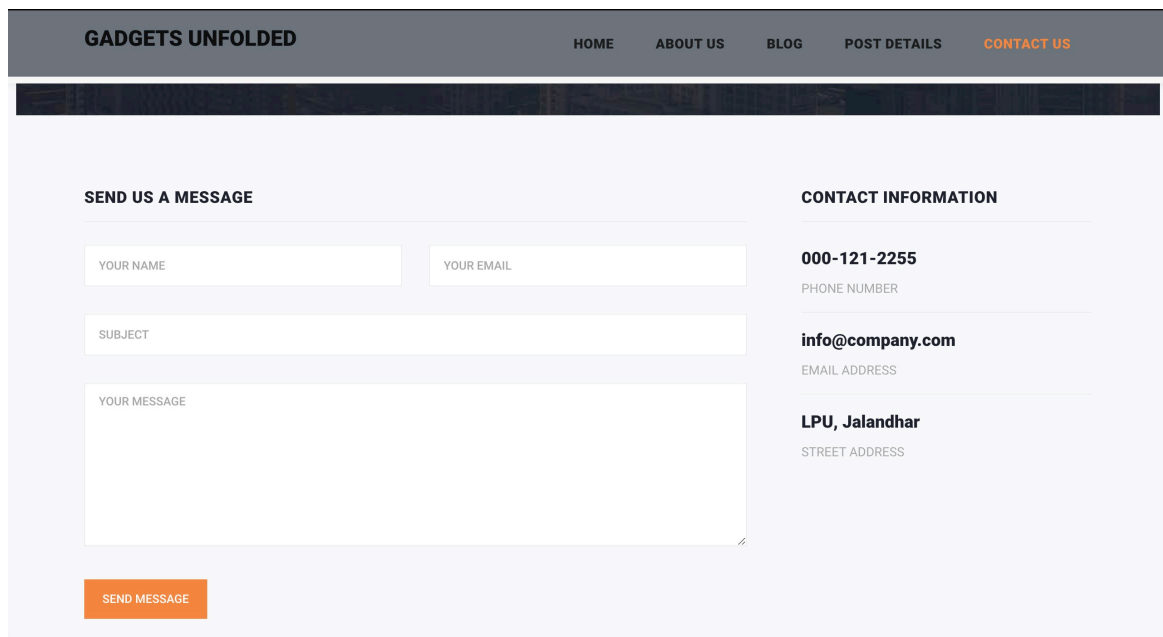 GADGETS UNFOLDED
HOME ABOUT US BLOG POST DETAILS CONTACT US
SEND US A MESSAGE
YOUR NAME YOUR EMAIL
SUBJECT
YOUR MESSAGE
SEND MESSAGE
CONTACT INFORMATION
000-121-2255
PHONE NUMBER
info@company.com
EMAIL ADDRESS
LPU, Jalandhar
STREET ADDRESS